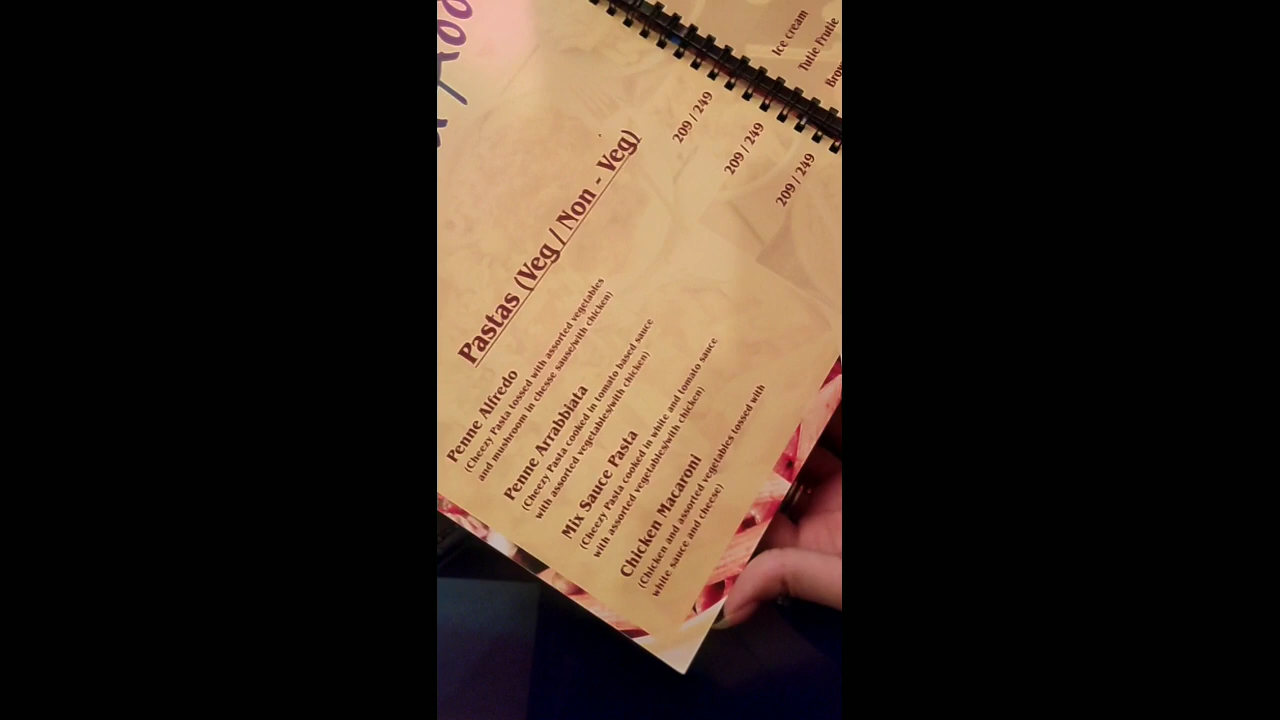 Pastas (Veg / Non - Veg)
Penne Alfredo 209 / 249
(Cheezy Pasta tossed with assorted vegetables
and mushroom in chesse sause/with chicken)
Penne Arrabbiata 209 / 249
(Cheezy Pasta cooked in tomato based sauce
with assorted vegetables/with chicken)
Mix Sauce Pasta 209 / 249
(Cheezy Pasta cooked in white and tomato sauce
with assorted vegetables/with chicken)
Chicken Macaroni
(Chicken and assorted vegetables tossed with
white sauce and cheese)
Ice cream
Tutie Frutie